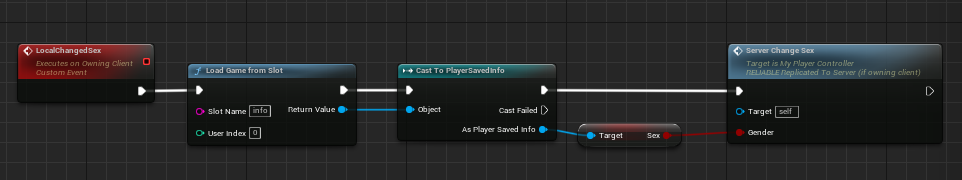 LocalChangedSex
Executes on Owning Client
Custom Event
Load Game from Slot
Slot Name info
Return Value
User Index 0
Cast To PlayerSavedInfo
Object
Cast Failed
As Player Saved Info
Target
Sex
Server Change Sex
Target is My Player Controller
RELIABLE Replicated To Server (if owning client)
Target self
Gender